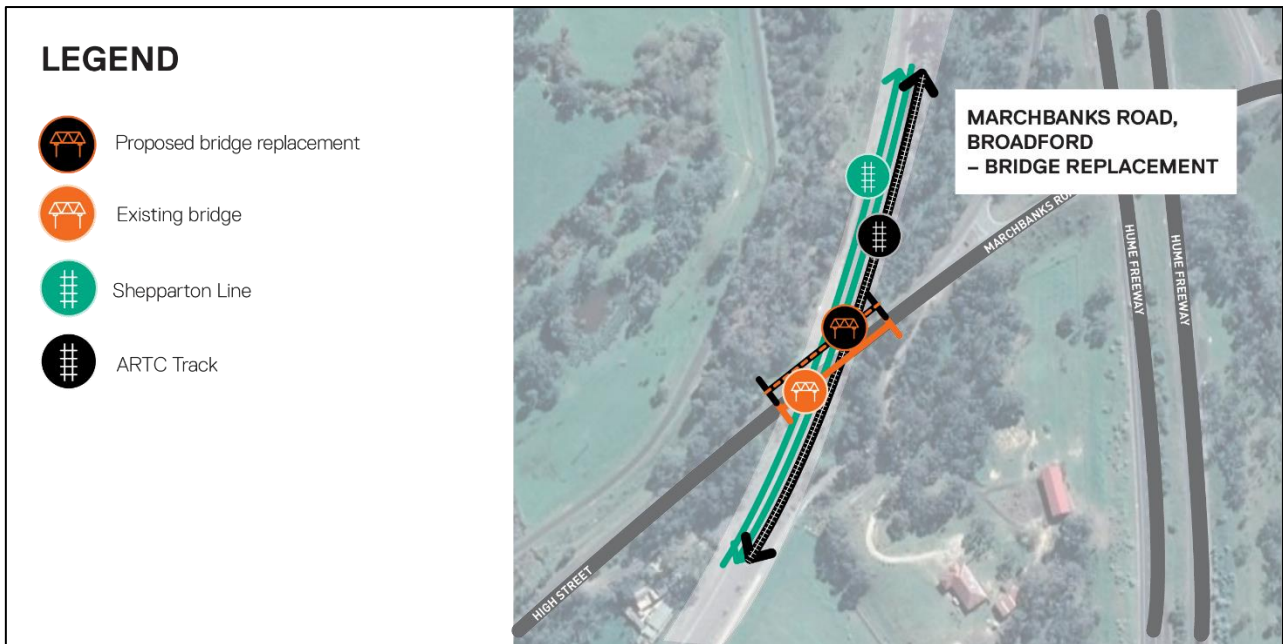 LEGEND
Proposed bridge replacement
Existing bridge
Shepparton Line
ARTC Track
MARCHBANKS ROAD,
BROADFORD
– BRIDGE REPLACEMENT
MARCHBANKS ROA
HUME FREEWAY
HUME FREEWAY
HIGH STREET